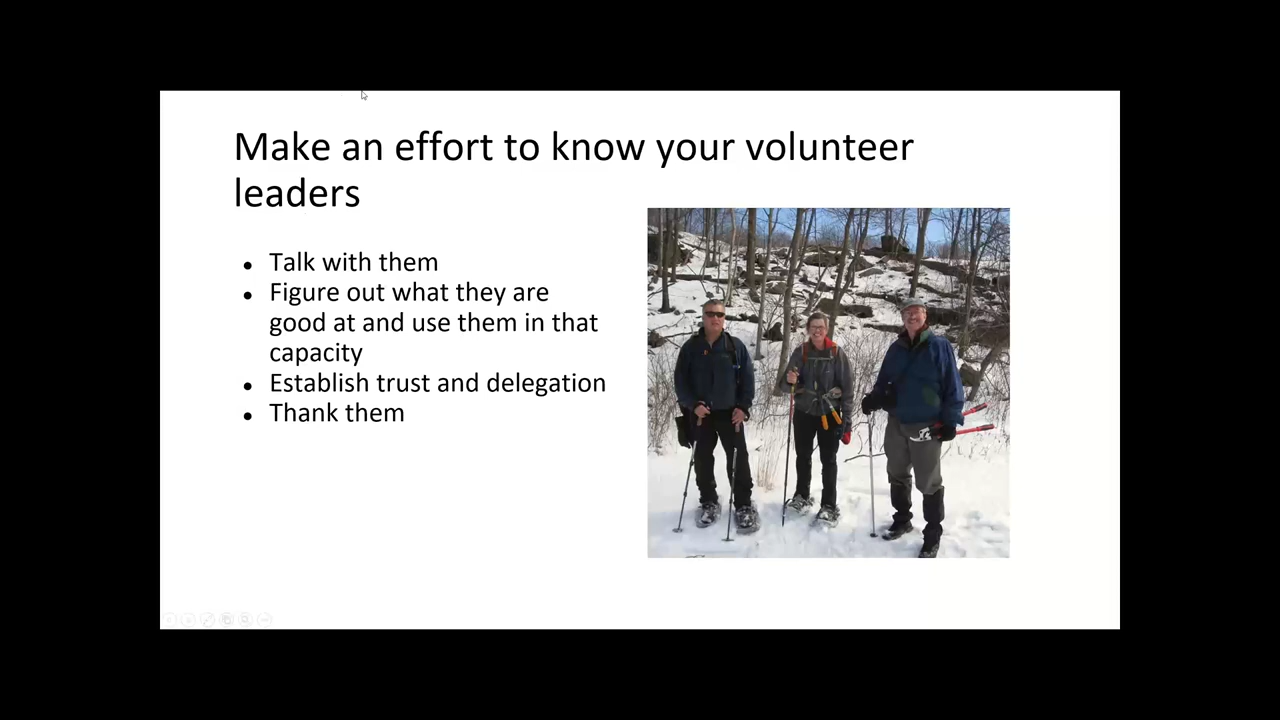 Make an effort to know your volunteer
leaders
● Talk with them
● Figure out what they are
good at and use them in that
capacity
● Establish trust and delegation
● Thank them